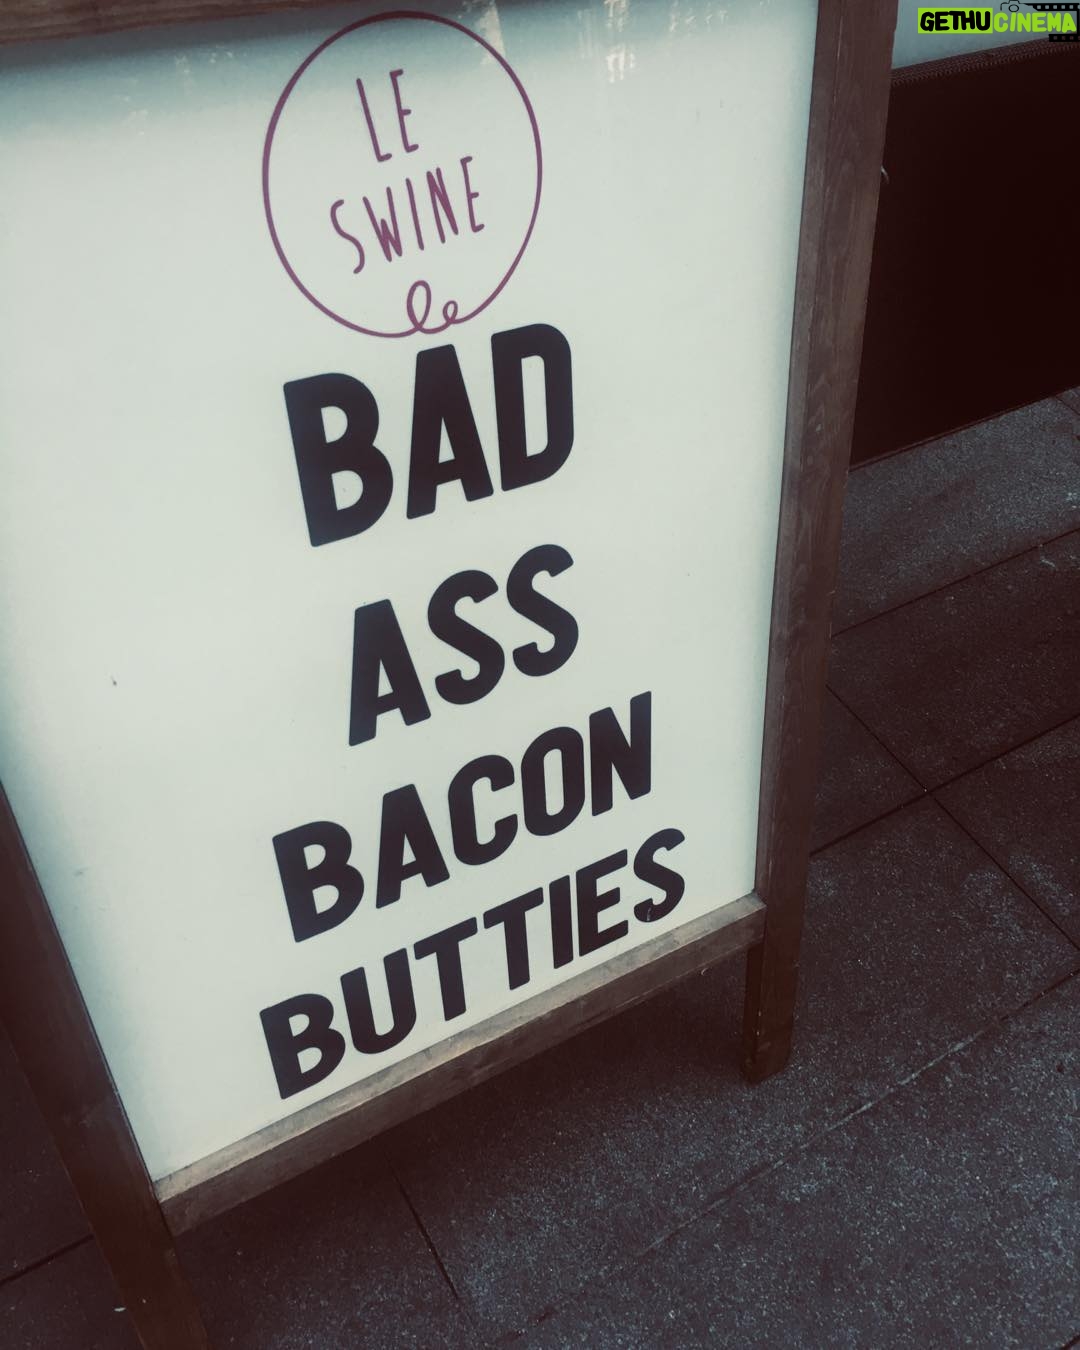 GETHUCINEMA
LE
SWINE
BAD
ASS
BACON
BUTTIES